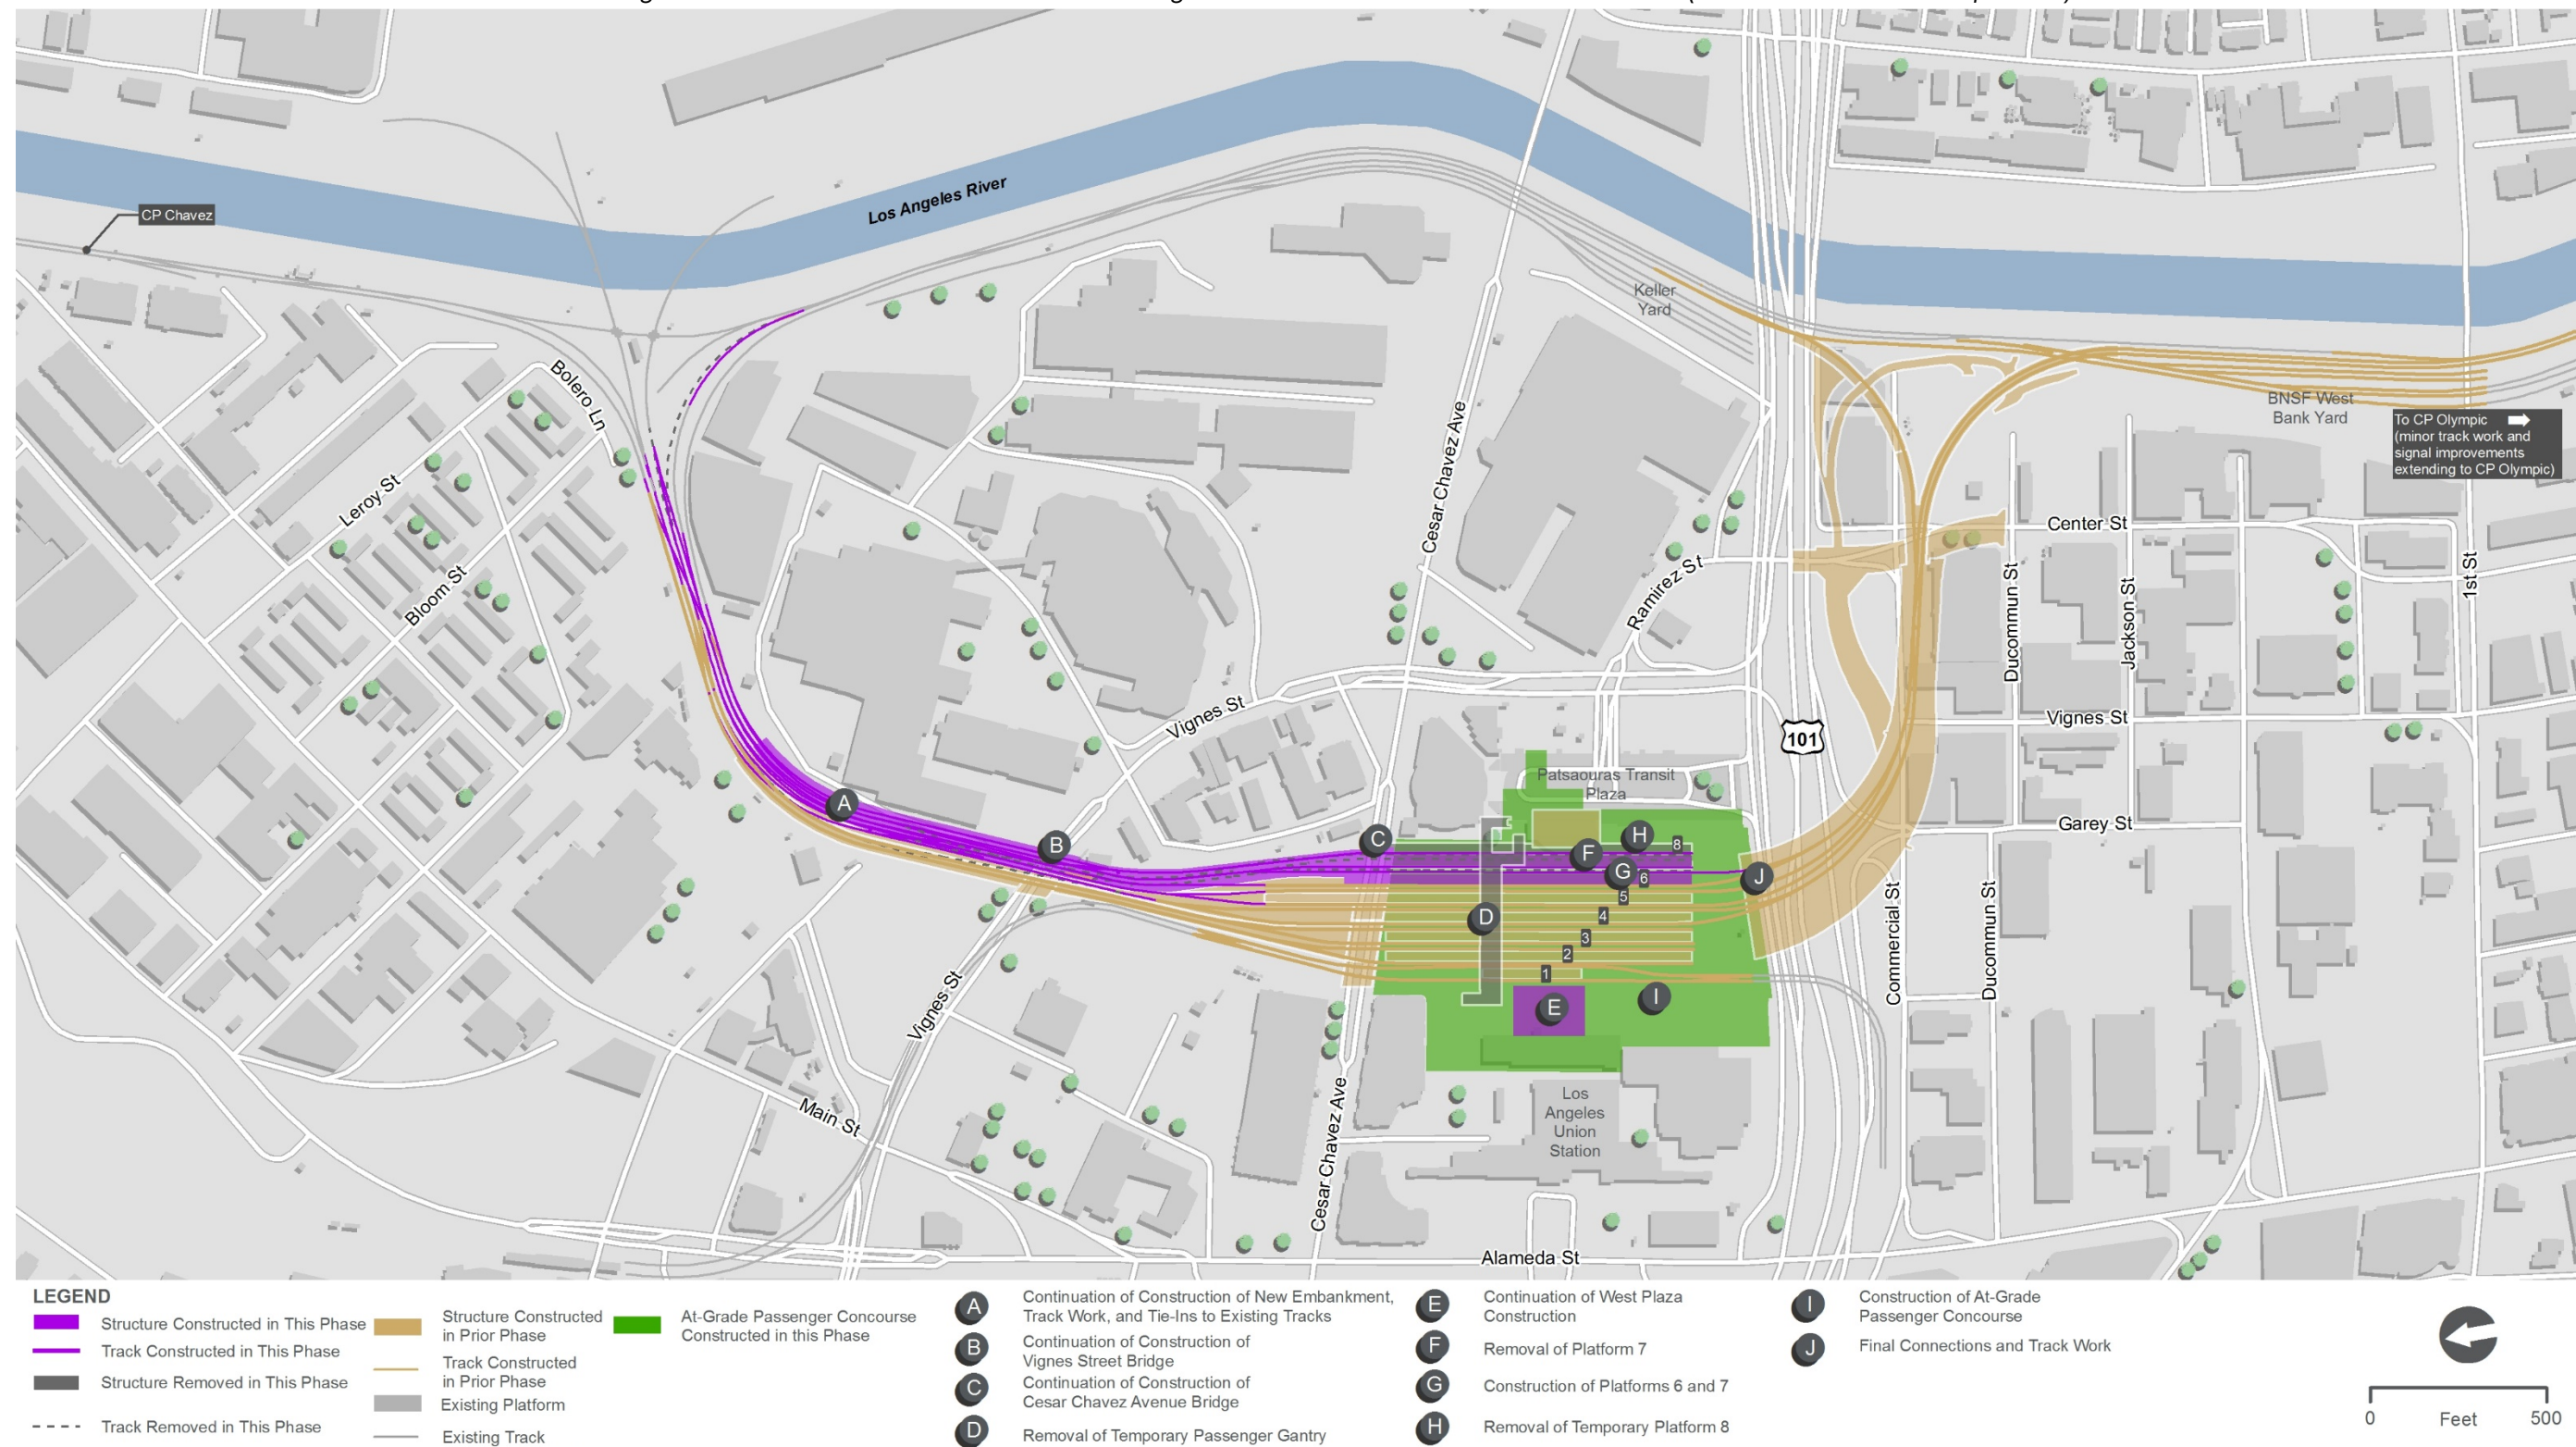 CP Chavez
Los Angeles River
Keller
Yard
BNSF West
Bank Yard
To CP Olympic
(minor track work and
signal improvements
extending to CP Olympic)
Bolero Ln
Leroy St
Bloom St
Cesar Chavez Ave
Ramirez St
Center St
Ducommun St
Jackson St
1st St
Vignes St
Vignes St
101
Patsaouras Transit
Plaza
Garey St
A
B
C
D
E
F
G
H
I
J
8
6
5
4
3
2
1
Commercial St
Ducommun St
Vignes St
Main St
Cesar Chavez Ave
Los
Angeles
Union
Station
Alameda St
LEGEND
Structure Constructed in This Phase
Track Constructed in This Phase
Structure Removed in This Phase
Track Removed in This Phase
Structure Constructed
in Prior Phase
Track Constructed
in Prior Phase
Existing Platform
Existing Track
At-Grade Passenger Concourse
Constructed in this Phase
A Continuation of Construction of New Embankment,
Track Work, and Tie-Ins to Existing Tracks
B Continuation of Construction of
Vignes Street Bridge
C Continuation of Construction of
Cesar Chavez Avenue Bridge
D Removal of Temporary Passenger Gantry
E Continuation of West Plaza
Construction
F Removal of Platform 7
G Construction of Platforms 6 and 7
H Removal of Temporary Platform 8
I Construction of At-Grade
Passenger Concourse
J Final Connections and Track Work
0 Feet 500